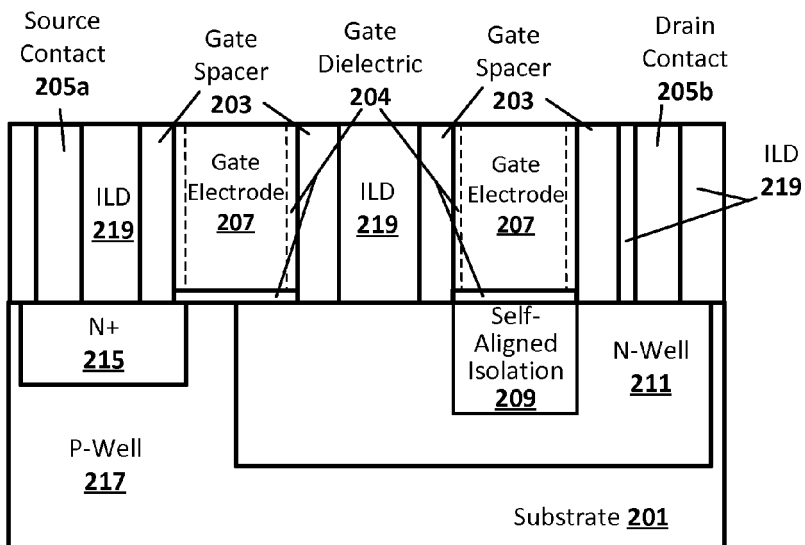 Source
Contact
205a
Gate
Spacer
203
Gate
Dielectric
204
Gate
Spacer
203
Drain
Contact
205b
ILD
219
ILD
219
Gate
Electrode
207
ILD
219
Gate
Electrode
207
N+
215
Self-
Aligned
Isolation
209
N-Well
211
P-Well
217
Substrate 201